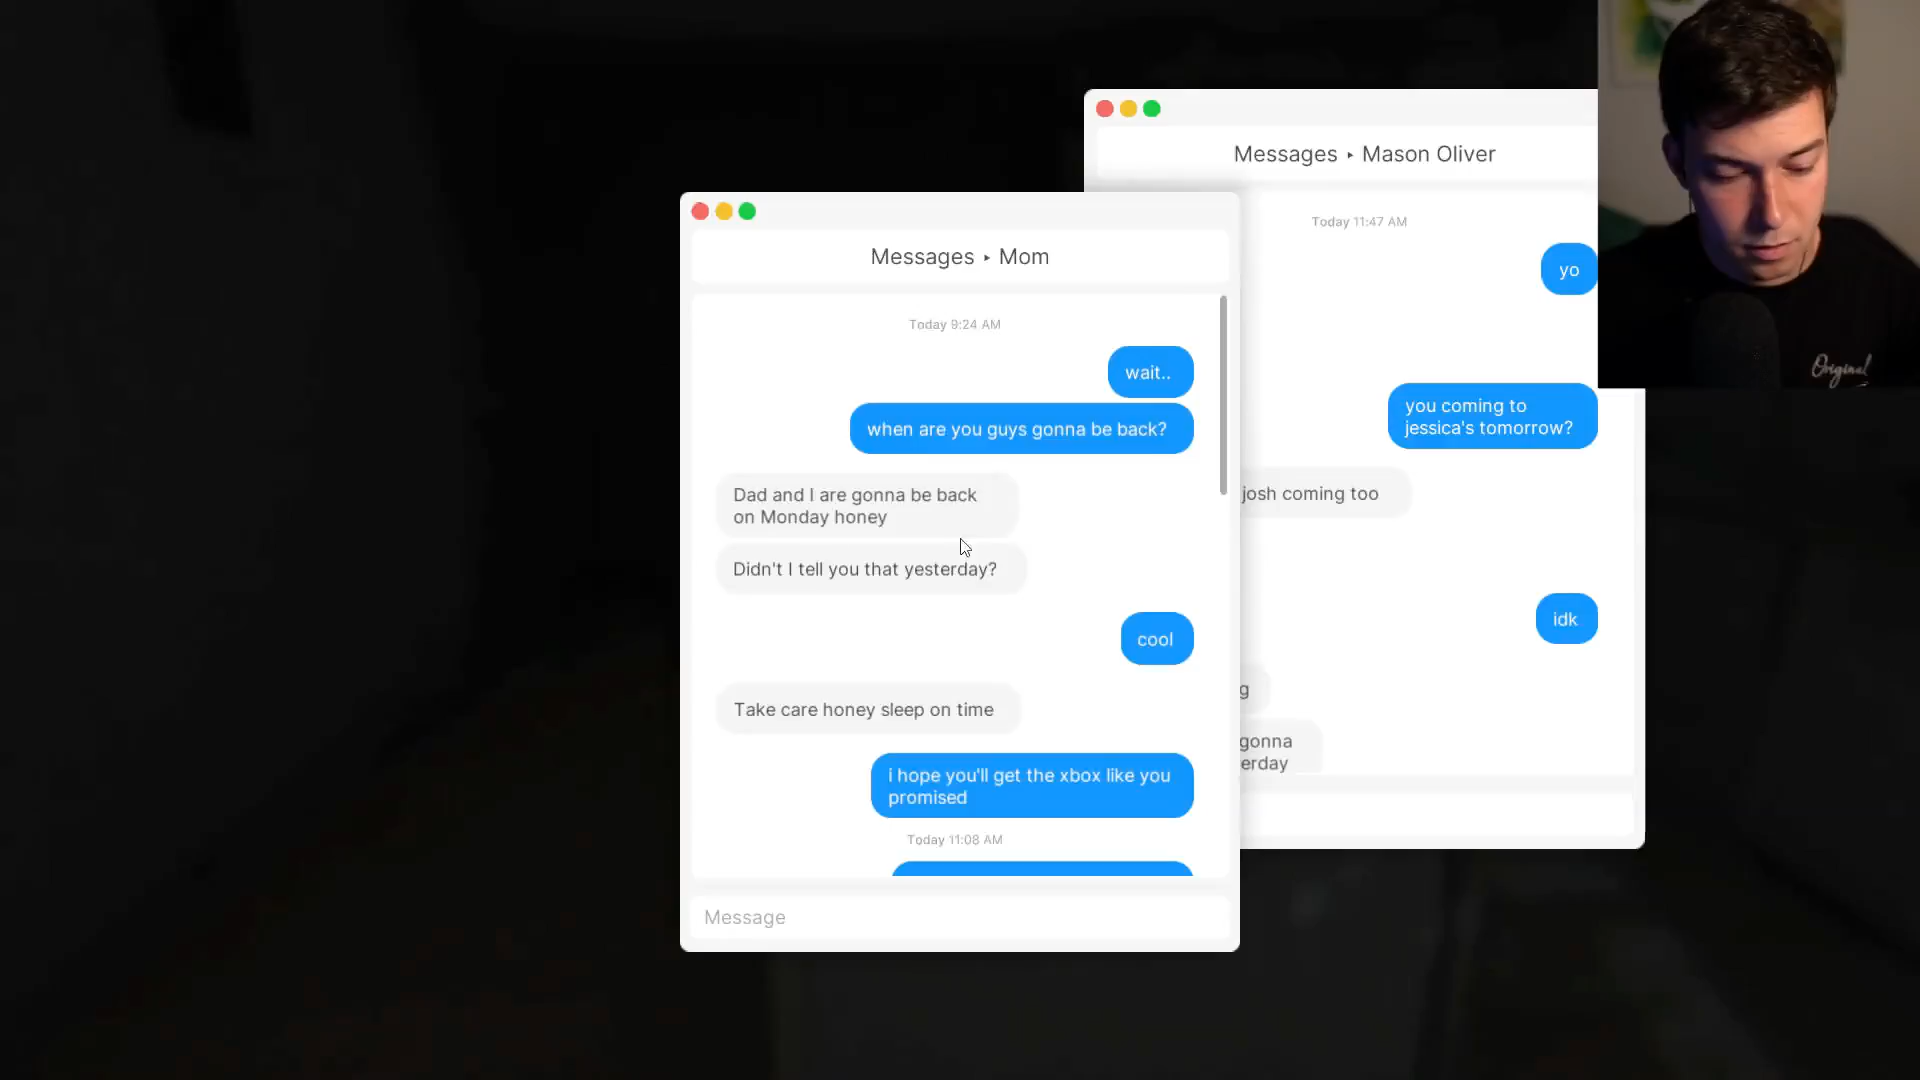 Messages ‣ Mom
Today 9:24 AM
wait..
when are you guys gonna be back?
Dad and I are gonna be back
on Monday honey
Didn't I tell you that yesterday?
cool
Take care honey sleep on time
i hope you'll get the xbox like you
promised
Today 11:08 AM
Message
Messages ‣ Mason Oliver
Today 11:47 AM
yo
you coming to
jessica's tomorrow?
josh coming too
idk
g
gonna
erday
Original